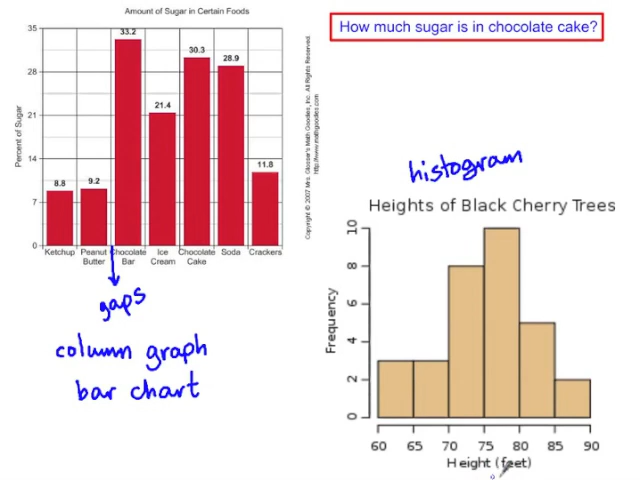 Amount of Sugar in Certain Foods
How much sugar is in chocolate cake?
35
28
21
14
7
0
Percent of Sugar
8.8
9.2
33.2
21.4
30.3
28.9
11.8
Ketchup Peanut Chocolate Ice Chocolate Soda Crackers
Butter Bar Cream Cake
Copyright © 2007 Mrs. Glosser's Math Goodies, Inc. All Rights Reserved.
http://www.mathgoodies.com
gaps
column graph
bar chart
histogram
Heights of Black Cherry Trees
10
8
6
4
2
0
Frequency
60 65 70 75 80 85 90
Height (feet)